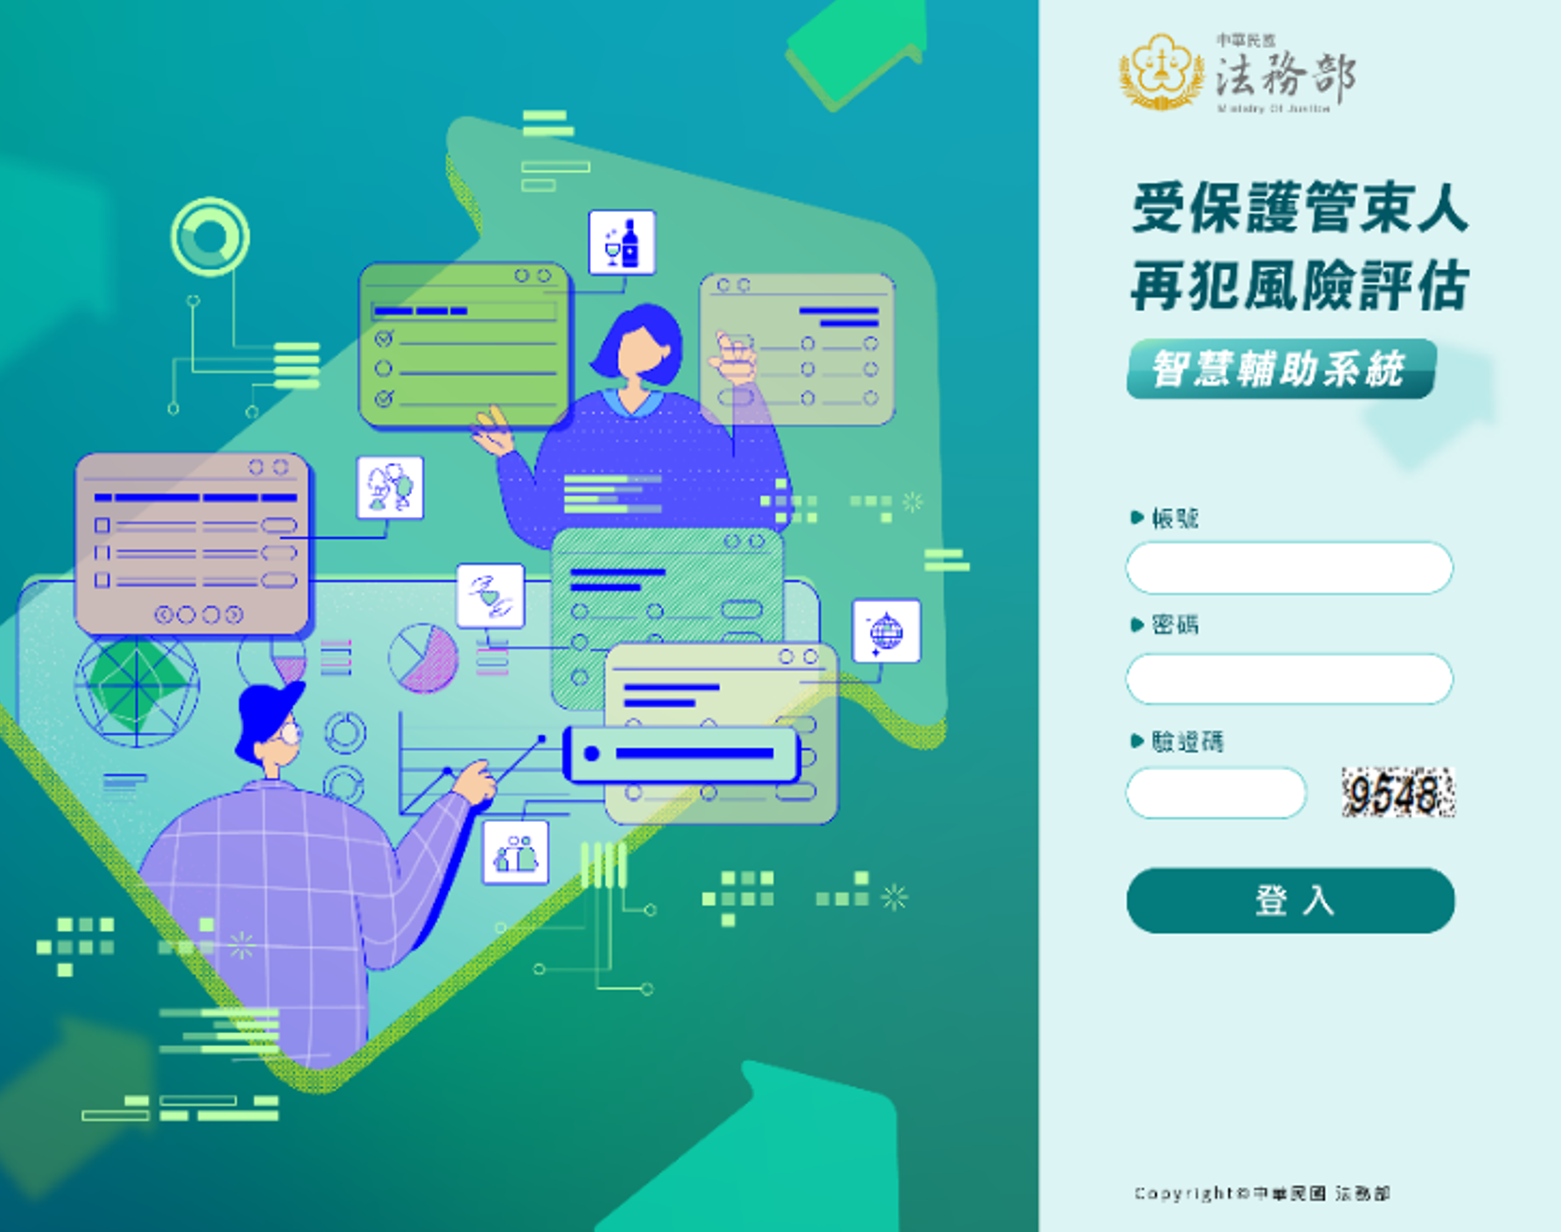 中華民國
法務部
Ministry Of Justice
受保護管束人
再犯風險評估
智慧輔助系統
帳號
密碼
驗證碼
9548
登入
Copyright©中華民國 法務部